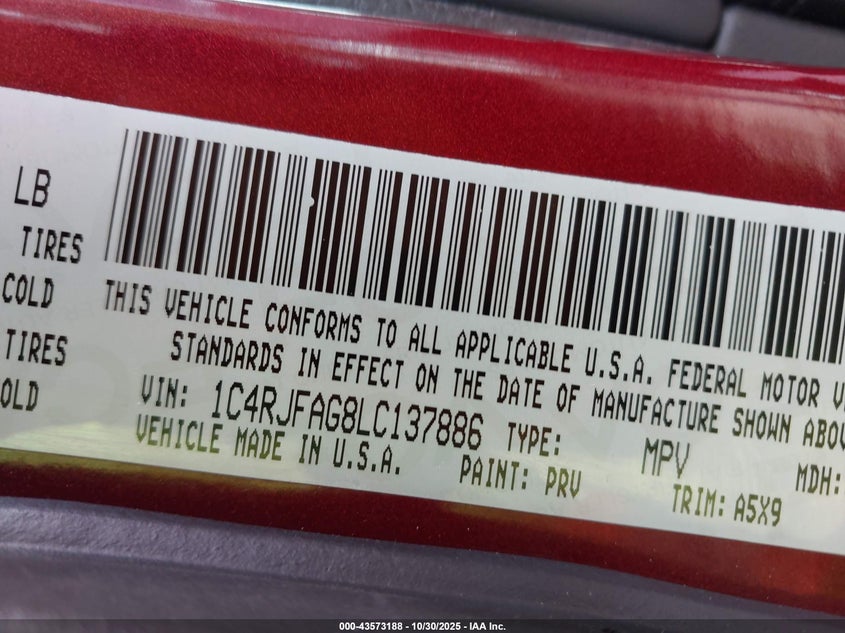 LB
TIRES
COLD
TIRES
OLD
THIS VEHICLE CONFORMS TO ALL APPLICABLE U.S.A. FEDERAL MOTOR V
STANDARDS IN EFFECT ON THE DATE OF MANUFACTURE SHOWN ABOV
VIN: 1C4RJFAG8LC137886 TYPE: MPV MDH:
VEHICLE MADE IN U.S.A. PAINT: PRV TRIM: A5X9
000-43573188 - 10/30/2025 - IAA Inc.